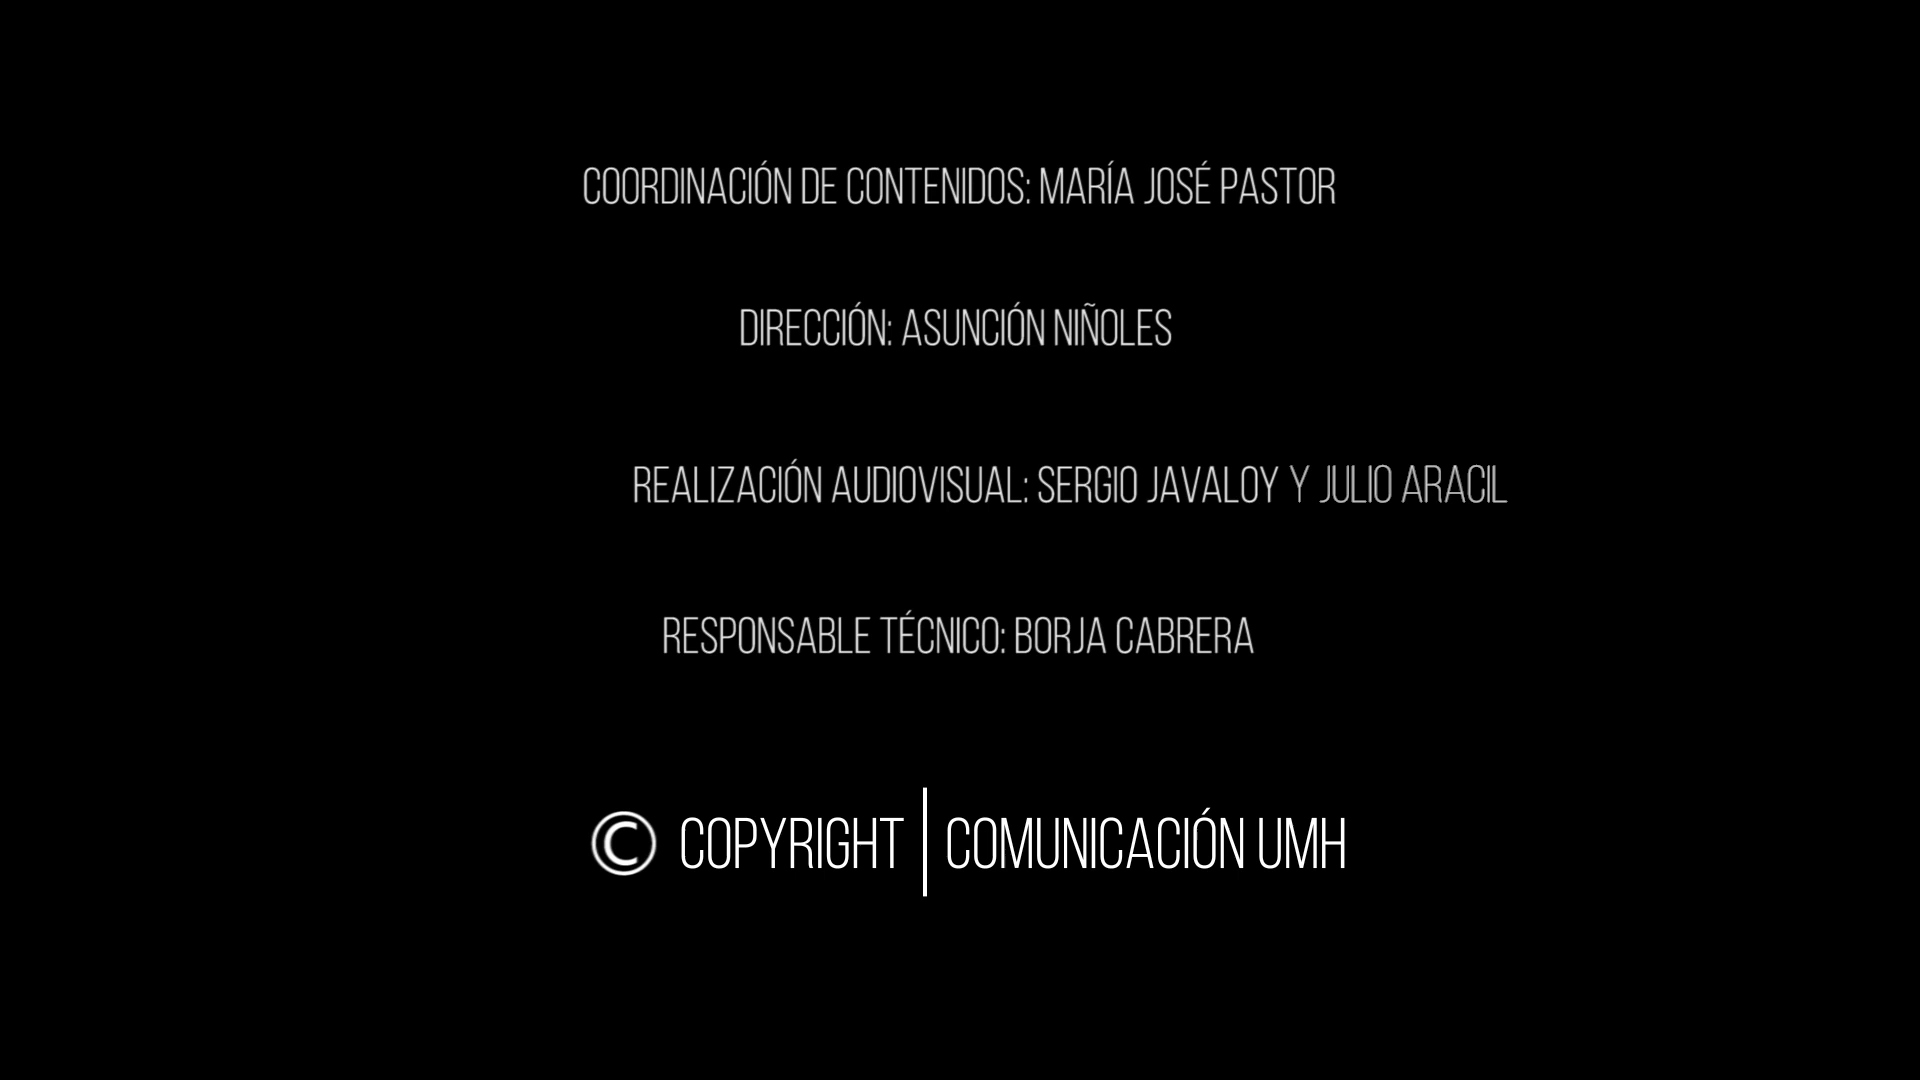 COORDINACIÓN DE CONTENIDOS: MARÍA JOSÉ PASTOR
DIRECCIÓN: ASUNCIÓN NIÑOLES
REALIZACIÓN AUDIOVISUAL: SERGIO JAVALOY Y JULIO ARACIL
RESPONSABLE TÉCNICO: BORJA CABRERA
© COPYRIGHT | COMUNICACIÓN UMH